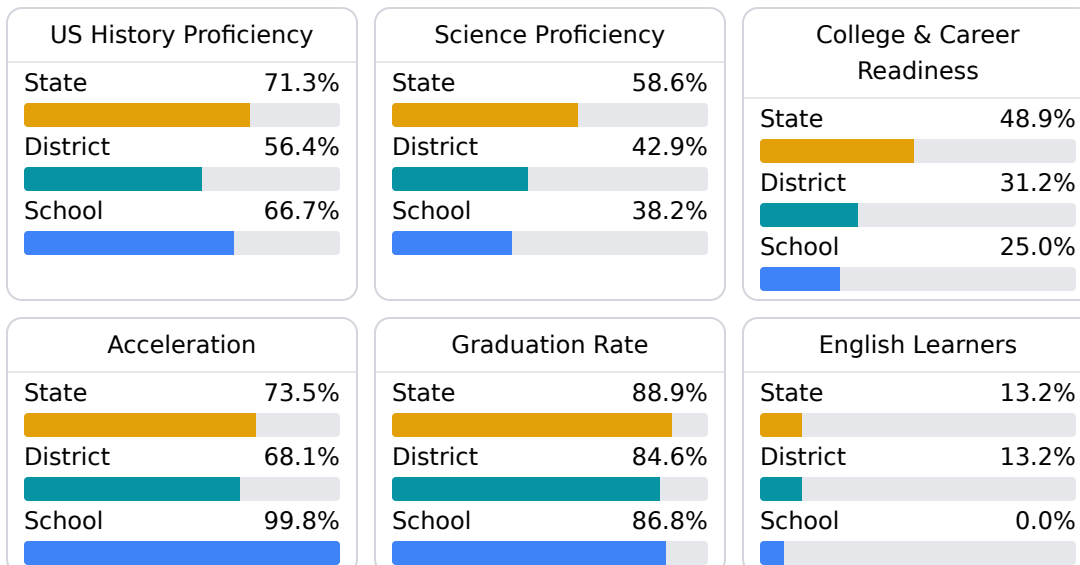 US History Proficiency
State 71.3%
District 56.4%
School 66.7%
Science Proficiency
State 58.6%
District 42.9%
School 38.2%
College & Career
Readiness
State 48.9%
District 31.2%
School 25.0%
Acceleration
State 73.5%
District 68.1%
School 99.8%
Graduation Rate
State 88.9%
District 84.6%
School 86.8%
English Learners
State 13.2%
District 13.2%
School 0.0%